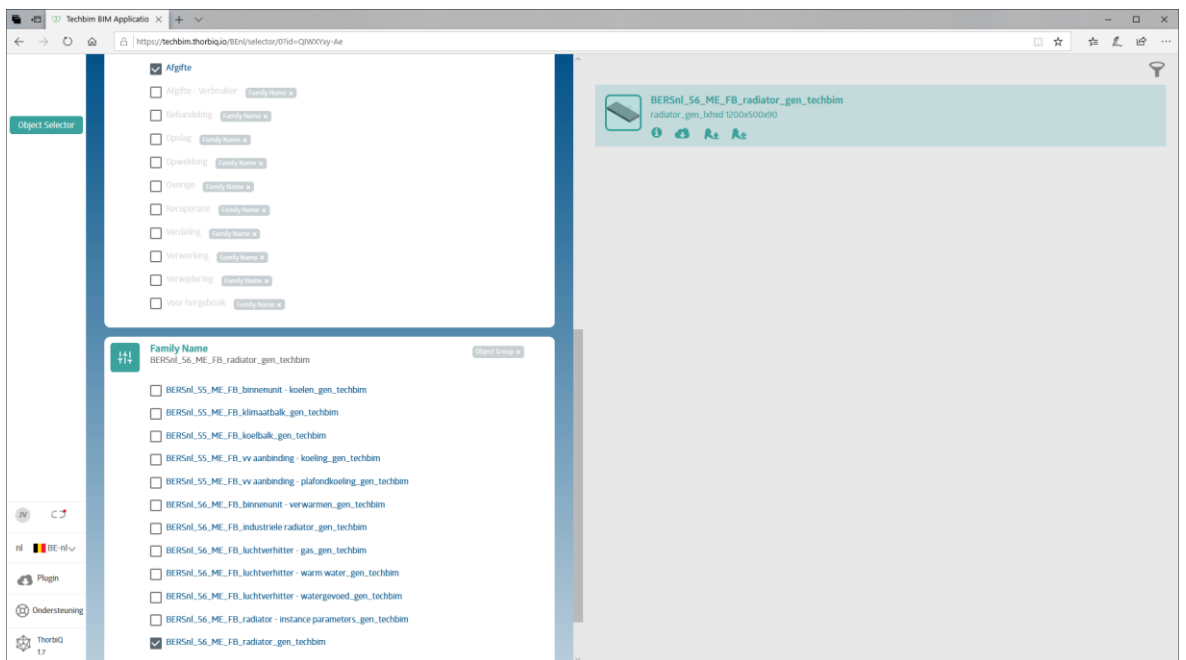 Techbim BIM Applicatio
https://techbim.thorbiq.io/BEnl/selector/0?id=QIWXYxy-Ae
Object Selector
Afgifte
Afgifte - Verbruiker Family Name x
Behandeling Family Name x
Opslag Family Name x
Opwekking Family Name x
Overige Family Name x
Recuperatie Family Name x
Verdeling Family Name x
Verwerking Family Name x
Verwijdering Family Name x
Voor hergebruik Family Name x
Family Name Object Group x
BERSnl_56_ME_FB_radiator_gen_techbim
BERSnl_55_ME_FB_binnenunit - koelen_gen_techbim
BERSnl_55_ME_FB_klimaatbalk_gen_techbim
BERSnl_55_ME_FB_koelbalk_gen_techbim
BERSnl_55_ME_FB_vv aanbinding - koeling_gen_techbim
BERSnl_55_ME_FB_vv aanbinding - plafondkoeling_gen_techbim
BERSnl_56_ME_FB_binnenunit - verwarmen_gen_techbim
BERSnl_56_ME_FB_industriele radiator_gen_techbim
BERSnl_56_ME_FB_luchtverhitter - gas_gen_techbim
BERSnl_56_ME_FB_luchtverhitter - warm water_gen_techbim
BERSnl_56_ME_FB_luchtverhitter - watergevoed_gen_techbim
BERSnl_56_ME_FB_radiator - instance parameters_gen_techbim
BERSnl_56_ME_FB_radiator_gen_techbim
BERSnl_56_ME_FB_radiator_gen_techbim
radiator_gen_lxhxd 1200x500x90
JV
nl BE-nl
Plugin
Ondersteuning
ThorbiQ
1.7